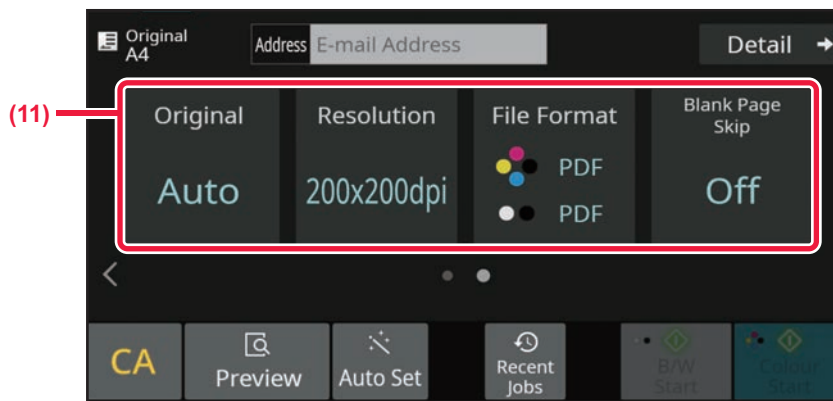 Original
A4
Address E-mail Address
Detail
(11)
Original
Resolution
File Format
Blank Page
Skip
Auto
200x200dpi
PDF
PDF
Off
CA
Preview
Auto Set
Recent
Jobs
B/W
Start
Colour
Start